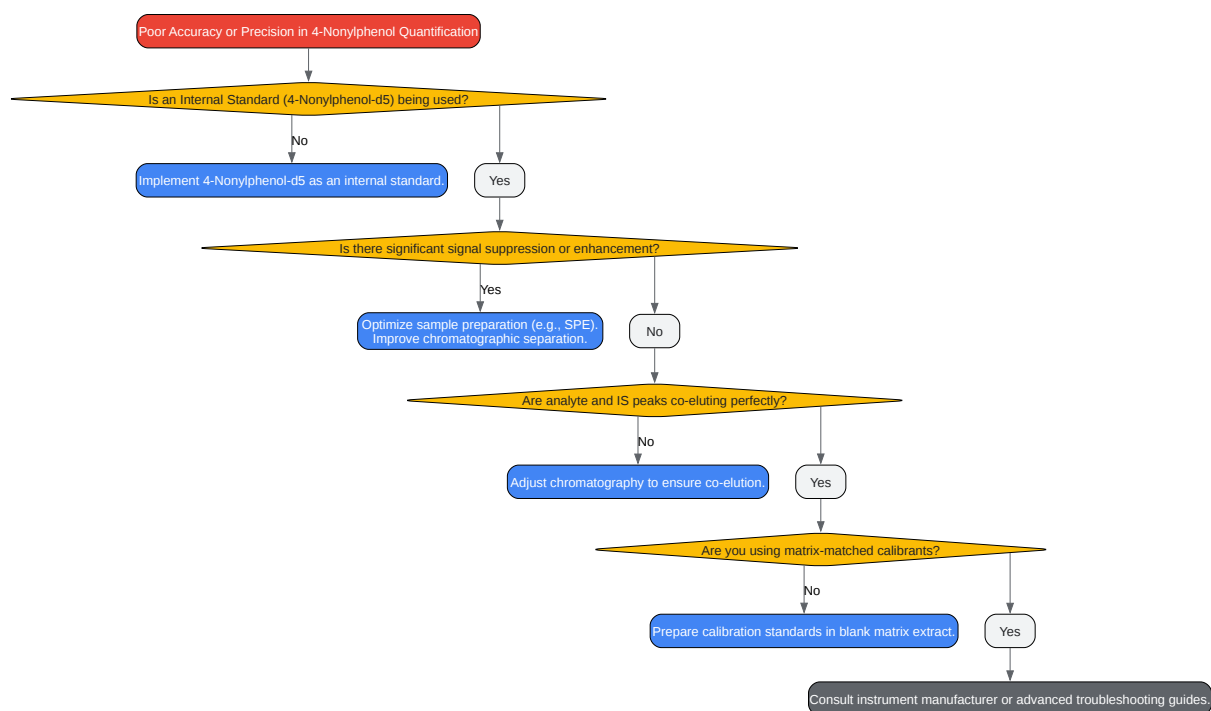 Poor Accuracy or Precision in 4-Nonylphenol Quantification
Is an Internal Standard (4-Nonylphenol-d5) being used?
No
Implement 4-Nonylphenol-d5 as an internal standard.
Yes
Is there significant signal suppression or enhancement?
Yes
Optimize sample preparation (e.g., SPE).
Improve chromatographic separation.
No
Are analyte and IS peaks co-eluting perfectly?
No
Adjust chromatography to ensure co-elution.
Yes
Are you using matrix-matched calibrants?
No
Prepare calibration standards in blank matrix extract.
Yes
Consult instrument manufacturer or advanced troubleshooting guides.